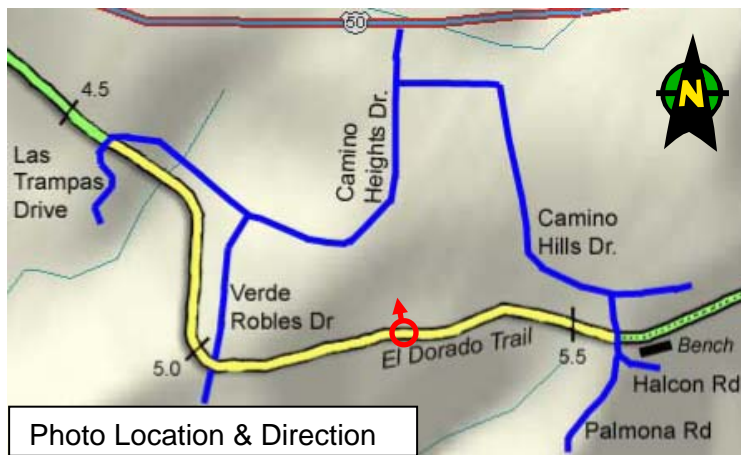 50
N
4.5
Las
Trampas
Drive
Camino
Heights Dr.
Camino
Hills Dr.
Verde
Robles Dr
5.0
El Dorado Trail
5.5
Bench
Halcon Rd
Palmona Rd
Photo Location & Direction